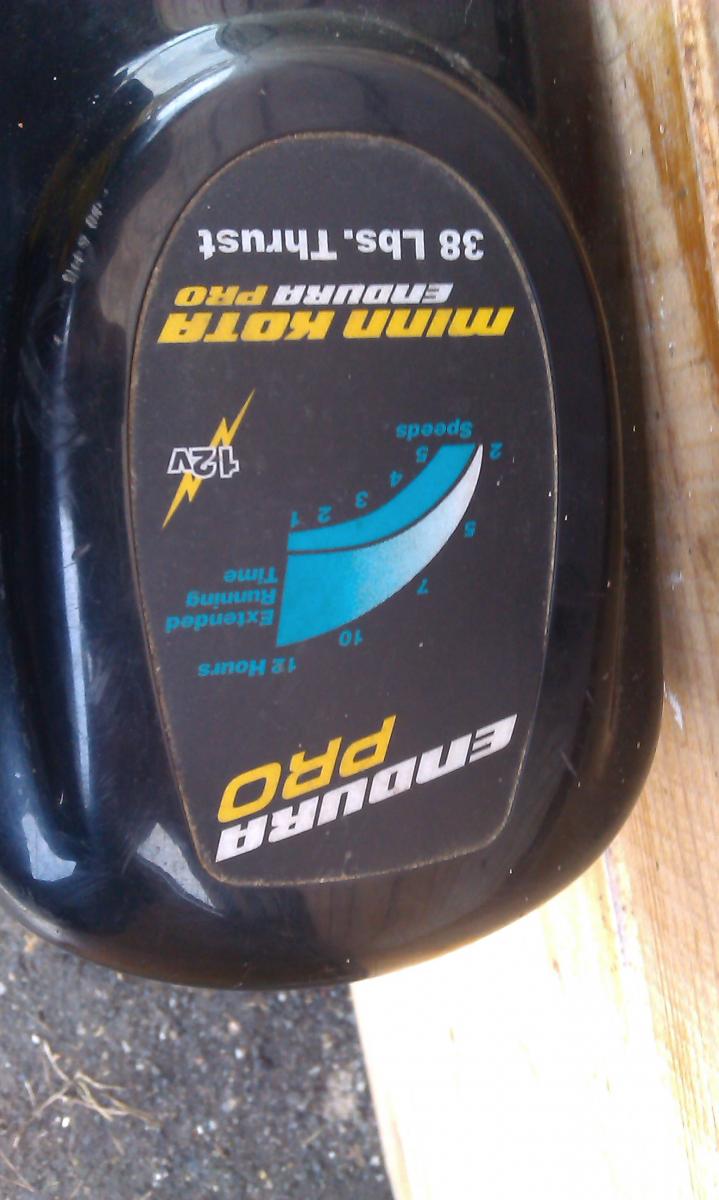 ENDURA
PRO
12 Hours
10
7
5
2
Extended
Running
Time
1
2
3
4
5
Speeds
12v
MINN KOTA
ENDURA PRO
38 Lbs. Thrust